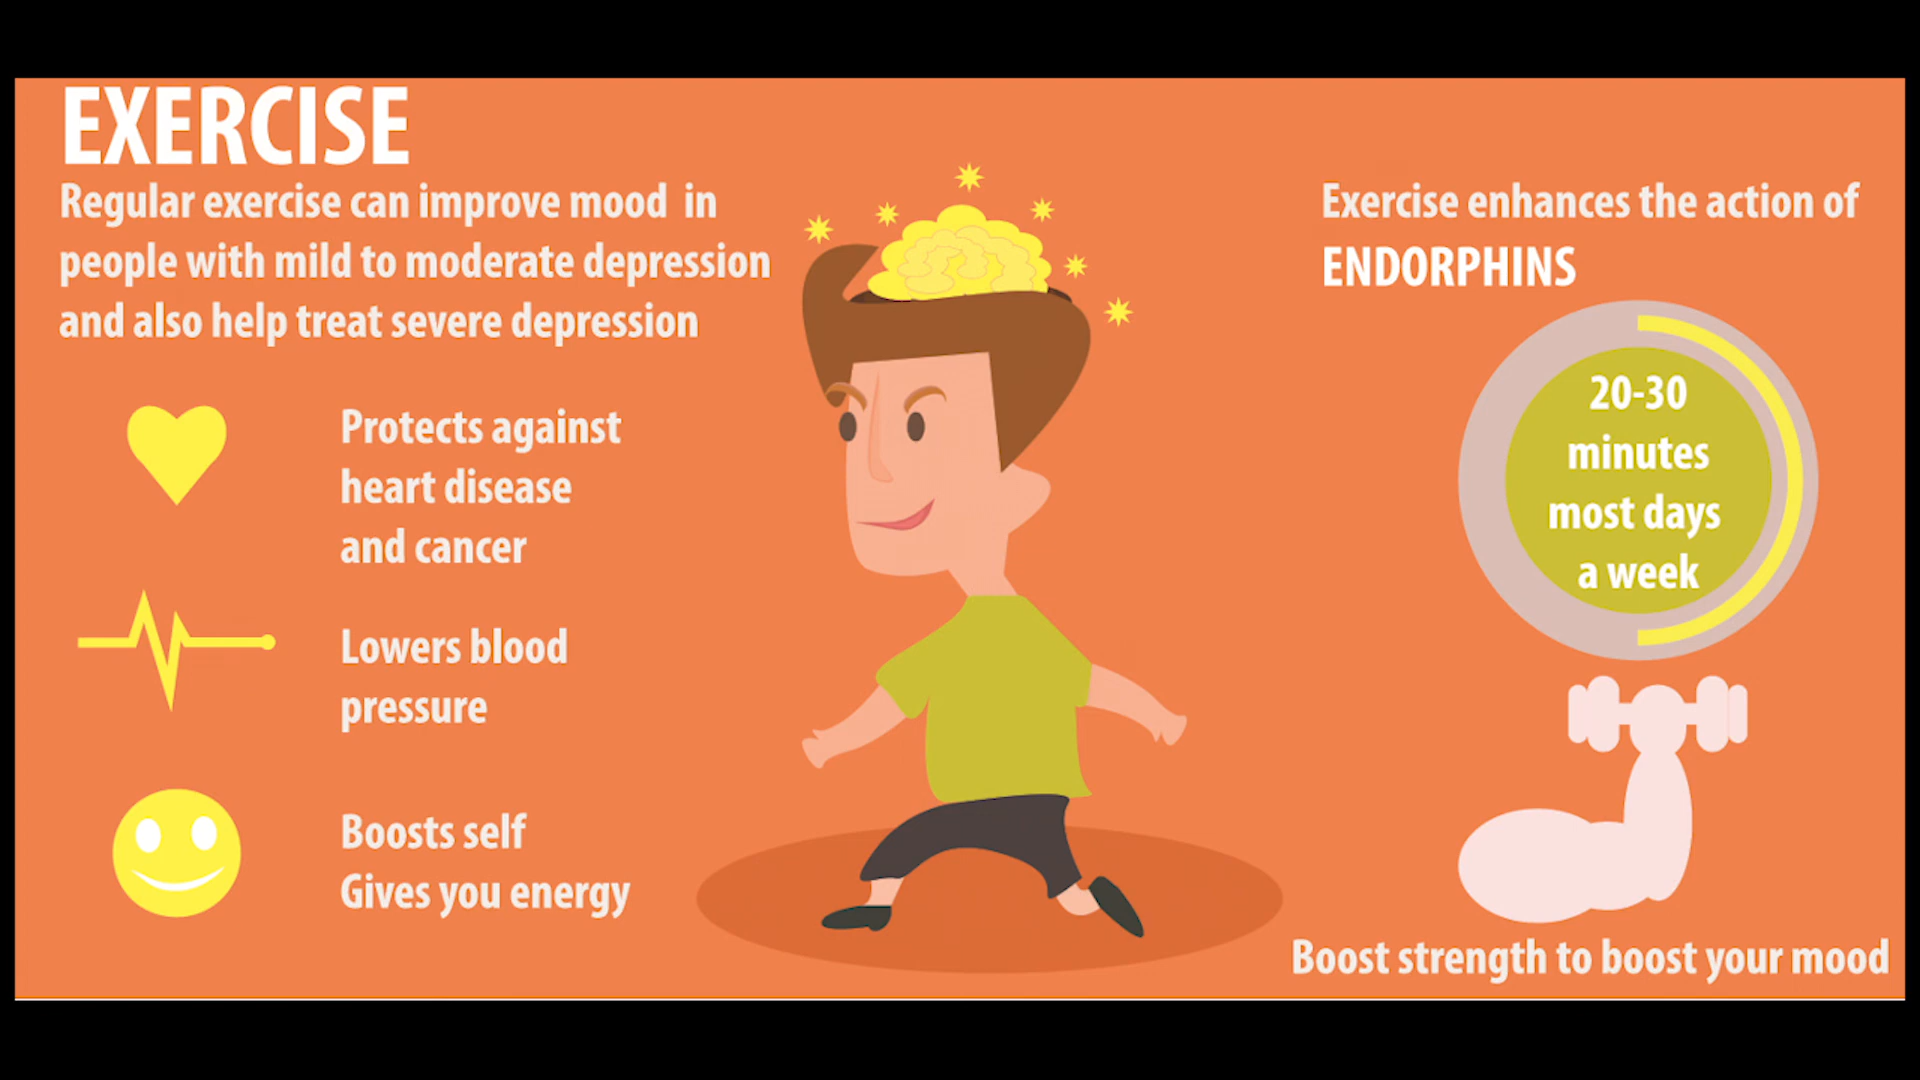 EXERCISE
Regular exercise can improve mood in
people with mild to moderate depression
and also help treat severe depression
Protects against
heart disease
and cancer
Lowers blood
pressure
Boosts self
Gives you energy
Exercise enhances the action of
ENDORPHINS
20-30
minutes
most days
a week
Boost strength to boost your mood